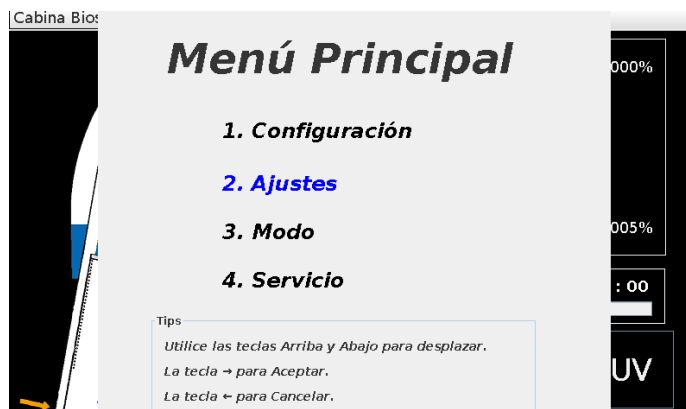 Cabina Bios
Menú Principal
000%
1. Configuración
2. Ajustes
3. Modo
005%
4. Servicio
: 00
Tips
Utilice las teclas Arriba y Abajo para desplazar.
La tecla → para Aceptar.
UV
La tecla ← para Cancelar.